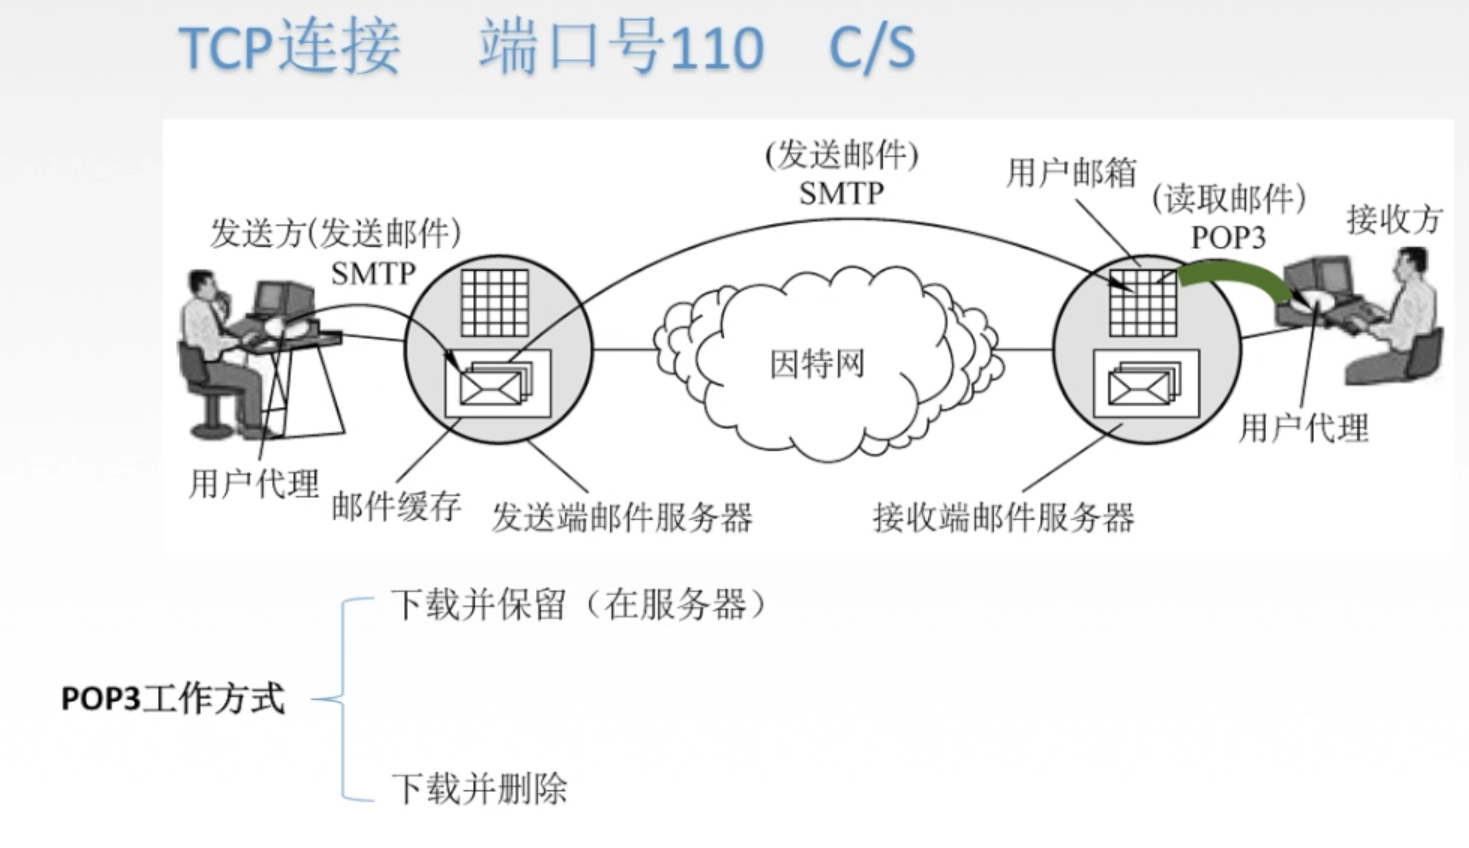 TCP连接 端口号110 C/S
(发送邮件)
SMTP
用户邮箱
(读取邮件)
POP3
接收方
发送方(发送邮件)
SMTP
因特网
用户代理
邮件缓存
发送端邮件服务器
接收端邮件服务器
用户代理
下载并保留（在服务器）
POP3工作方式
下载并删除